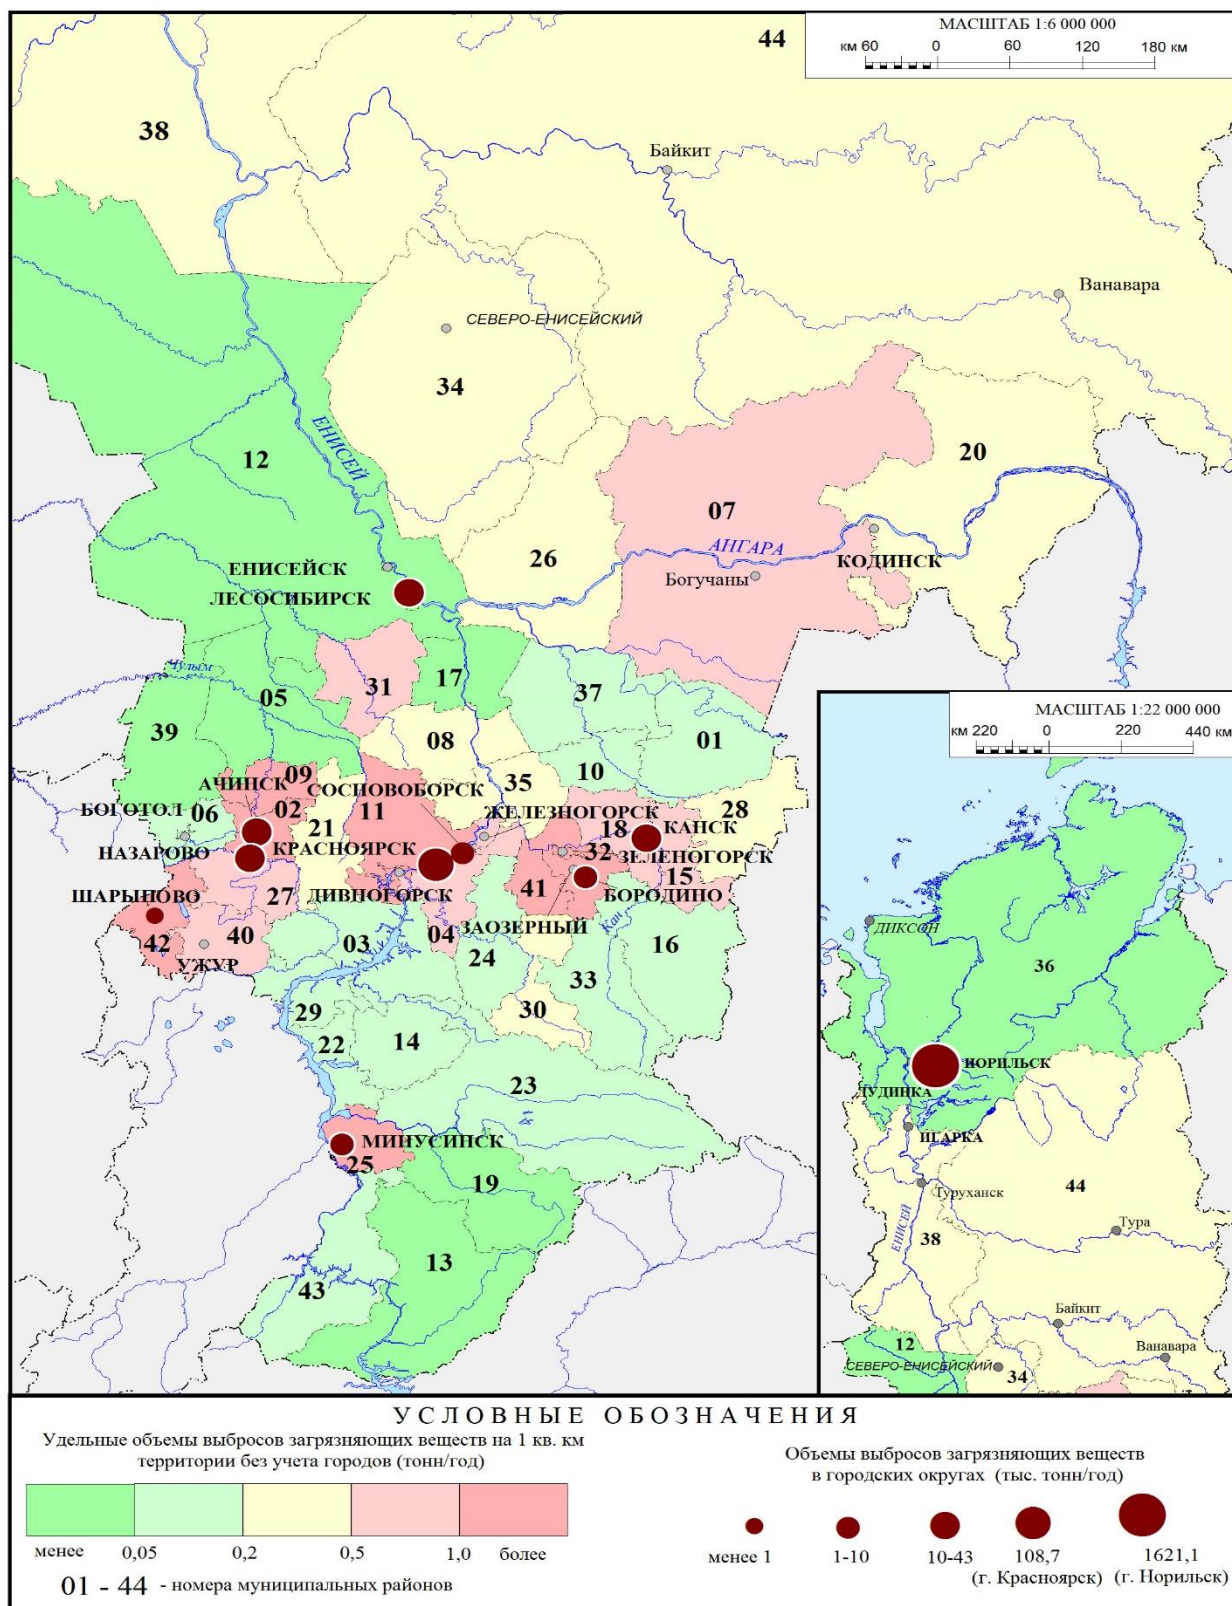 МАСШТАБ 1:6 000 000
км 60 0 60 120 180 км
44
38
Байкит
Ванавара
СЕВЕРО-ЕНИСЕЙСКИЙ
34
ЕНИСЕЙ
12
20
07
АНГАРА
КОДИНСК
26
Богучаны
ЕНИСЕЙСК
ЛЕСОСИБИРСК
Чулым
31
17
37
05
39
08
01
10
09
АЧИНСК
СОСНОВОБОРСК
35
28
БОГОТОЛ
06
02
11
ЖЕЛЕЗНОГОРСК
18
КАНСК
21
НАЗАРОВО
КРАСНОЯРСК
32
ЗЕЛЕНОГОРСК
ШАРЫПОВО
27
ДИВНОГОРСК
41
БОРОДИНО
15
42
40
03
04
ЗАОЗЕРНЫЙ
Кан
16
УЖУР
24
33
29
30
22
14
23
МИНУСИНСК
25
19
13
43
МАСШТАБ 1:22 000 000
км 220 0 220 440 км
ДИКСОН
36
НОРИЛЬСК
ДУДИНКА
ИГАРКА
Туруханск
44
ЕНИСЕЙ
38
Тура
Байкит
12
Ванавара
СЕВЕРО-ЕНИСЕЙСКИЙ
34
УСЛОВНЫЕ ОБОЗНАЧЕНИЯ
Удельные объемы выбросов загрязняющих веществ на 1 кв. км
территории без учета городов (тонн/год)
менее 0,05 0,2 0,5 1,0 более
01 - 44 - номера муниципальных районов
Объемы выбросов загрязняющих веществ
в городских округах (тыс. тонн/год)
менее 1 1-10 10-43 108,7 1621,1
(г. Красноярск) (г. Норильск)